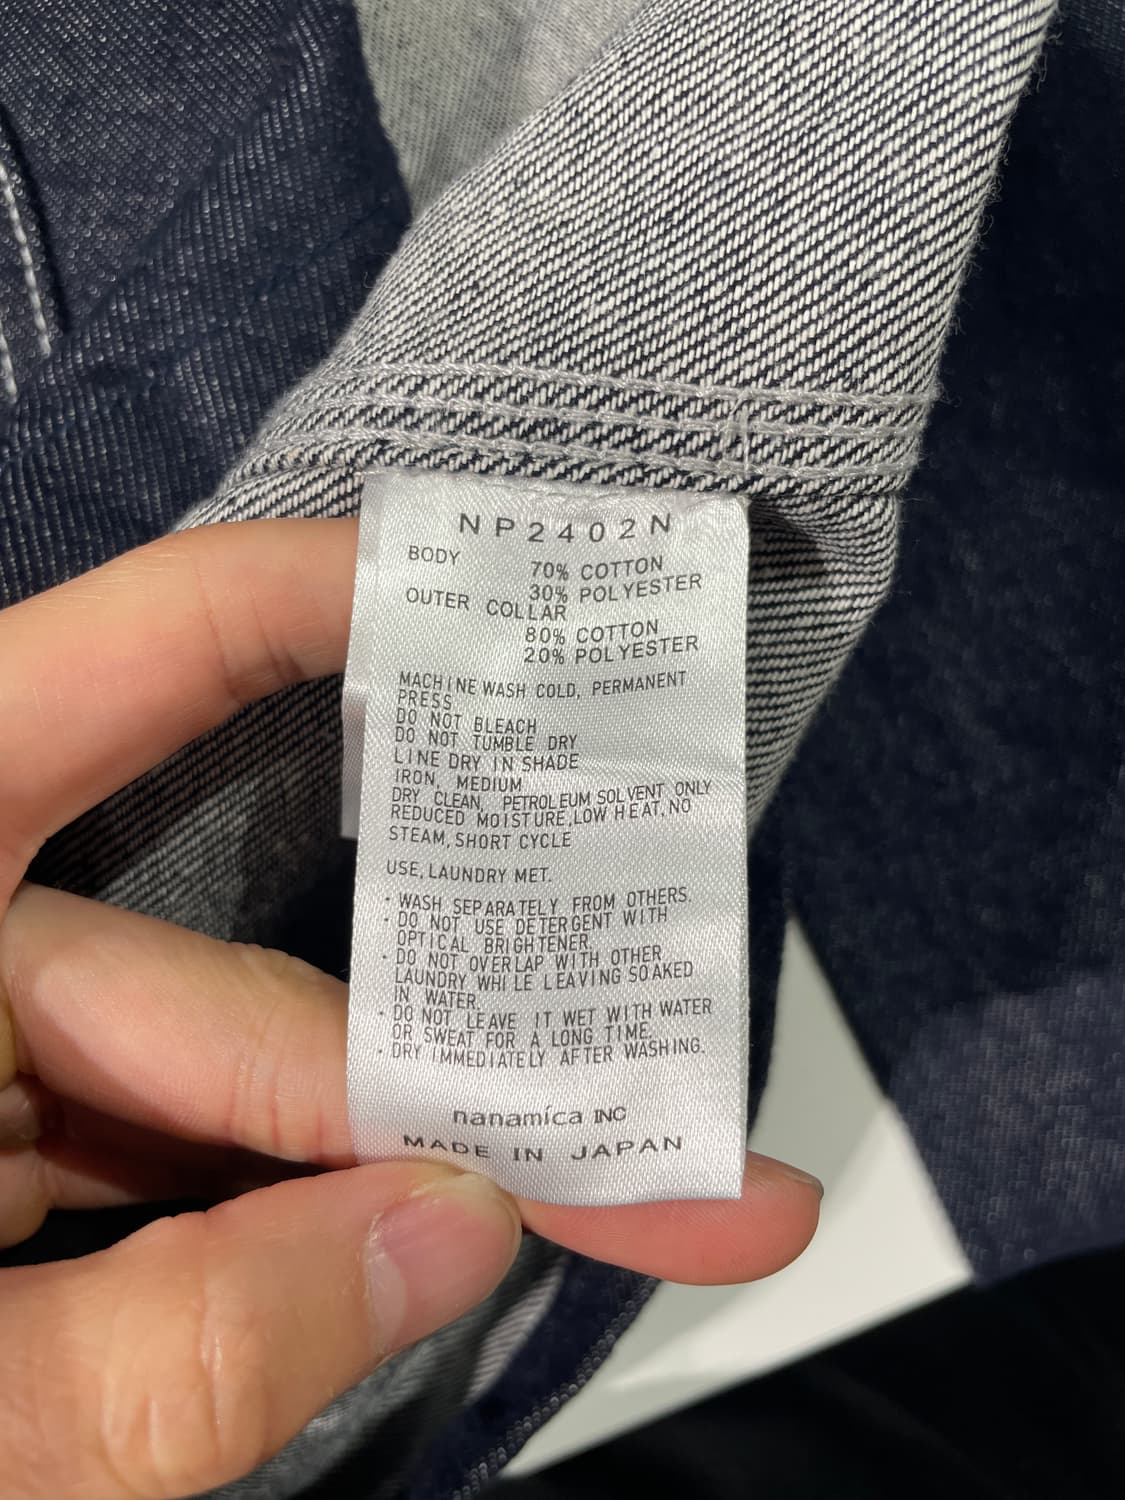 NP2402N
BODY 70% COTTON
30% POLYESTER
OUTER COLLAR
80% COTTON
20% POLYESTER
MACHINE WASH COLD, PERMANENT
PRESS
DO NOT BLEACH
DO NOT TUMBLE DRY
LINE DRY IN SHADE
IRON, MEDIUM
DRY CLEAN, PETROLEUM SOLVENT ONLY
REDUCED MOISTURE,LOW HEAT,NO
STEAM,SHORT CYCLE
USE,LAUNDRY MET.
・WASH SEPARATELY FROM OTHERS.
・DO NOT USE DETERGENT WITH
OPTICAL BRIGHTENER.
・DO NOT OVERLAP WITH OTHER
LAUNDRY WHILE LEAVING SOAKED
IN WATER.
・DO NOT LEAVE IT WET WITH WATER
OR SWEAT FOR A LONG TIME.
・DRY IMMEDIATELY AFTER WASHING.
nanamíca INC
MADE IN JAPAN